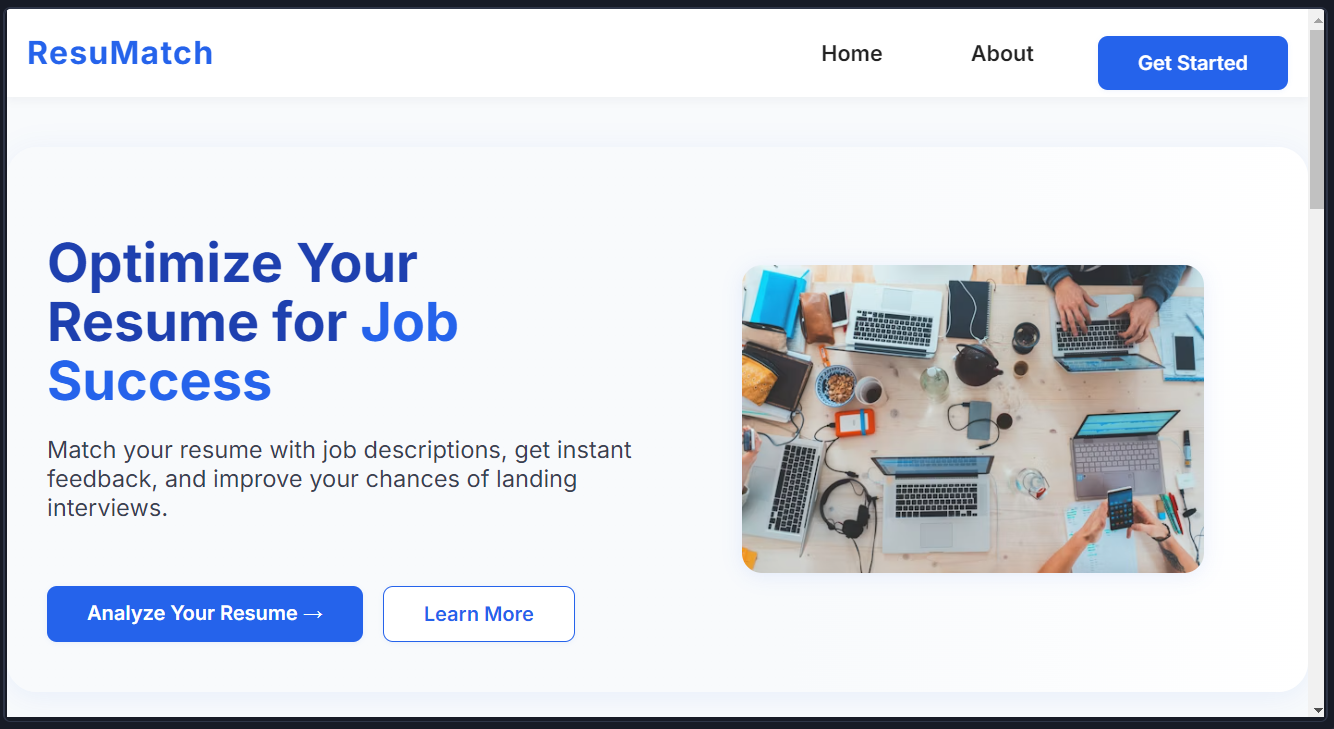 ResuMatch
Home
About
Get Started
Optimize Your
Resume for Job
Success
Match your resume with job descriptions, get instant
feedback, and improve your chances of landing
interviews.
Analyze Your Resume →
Learn More